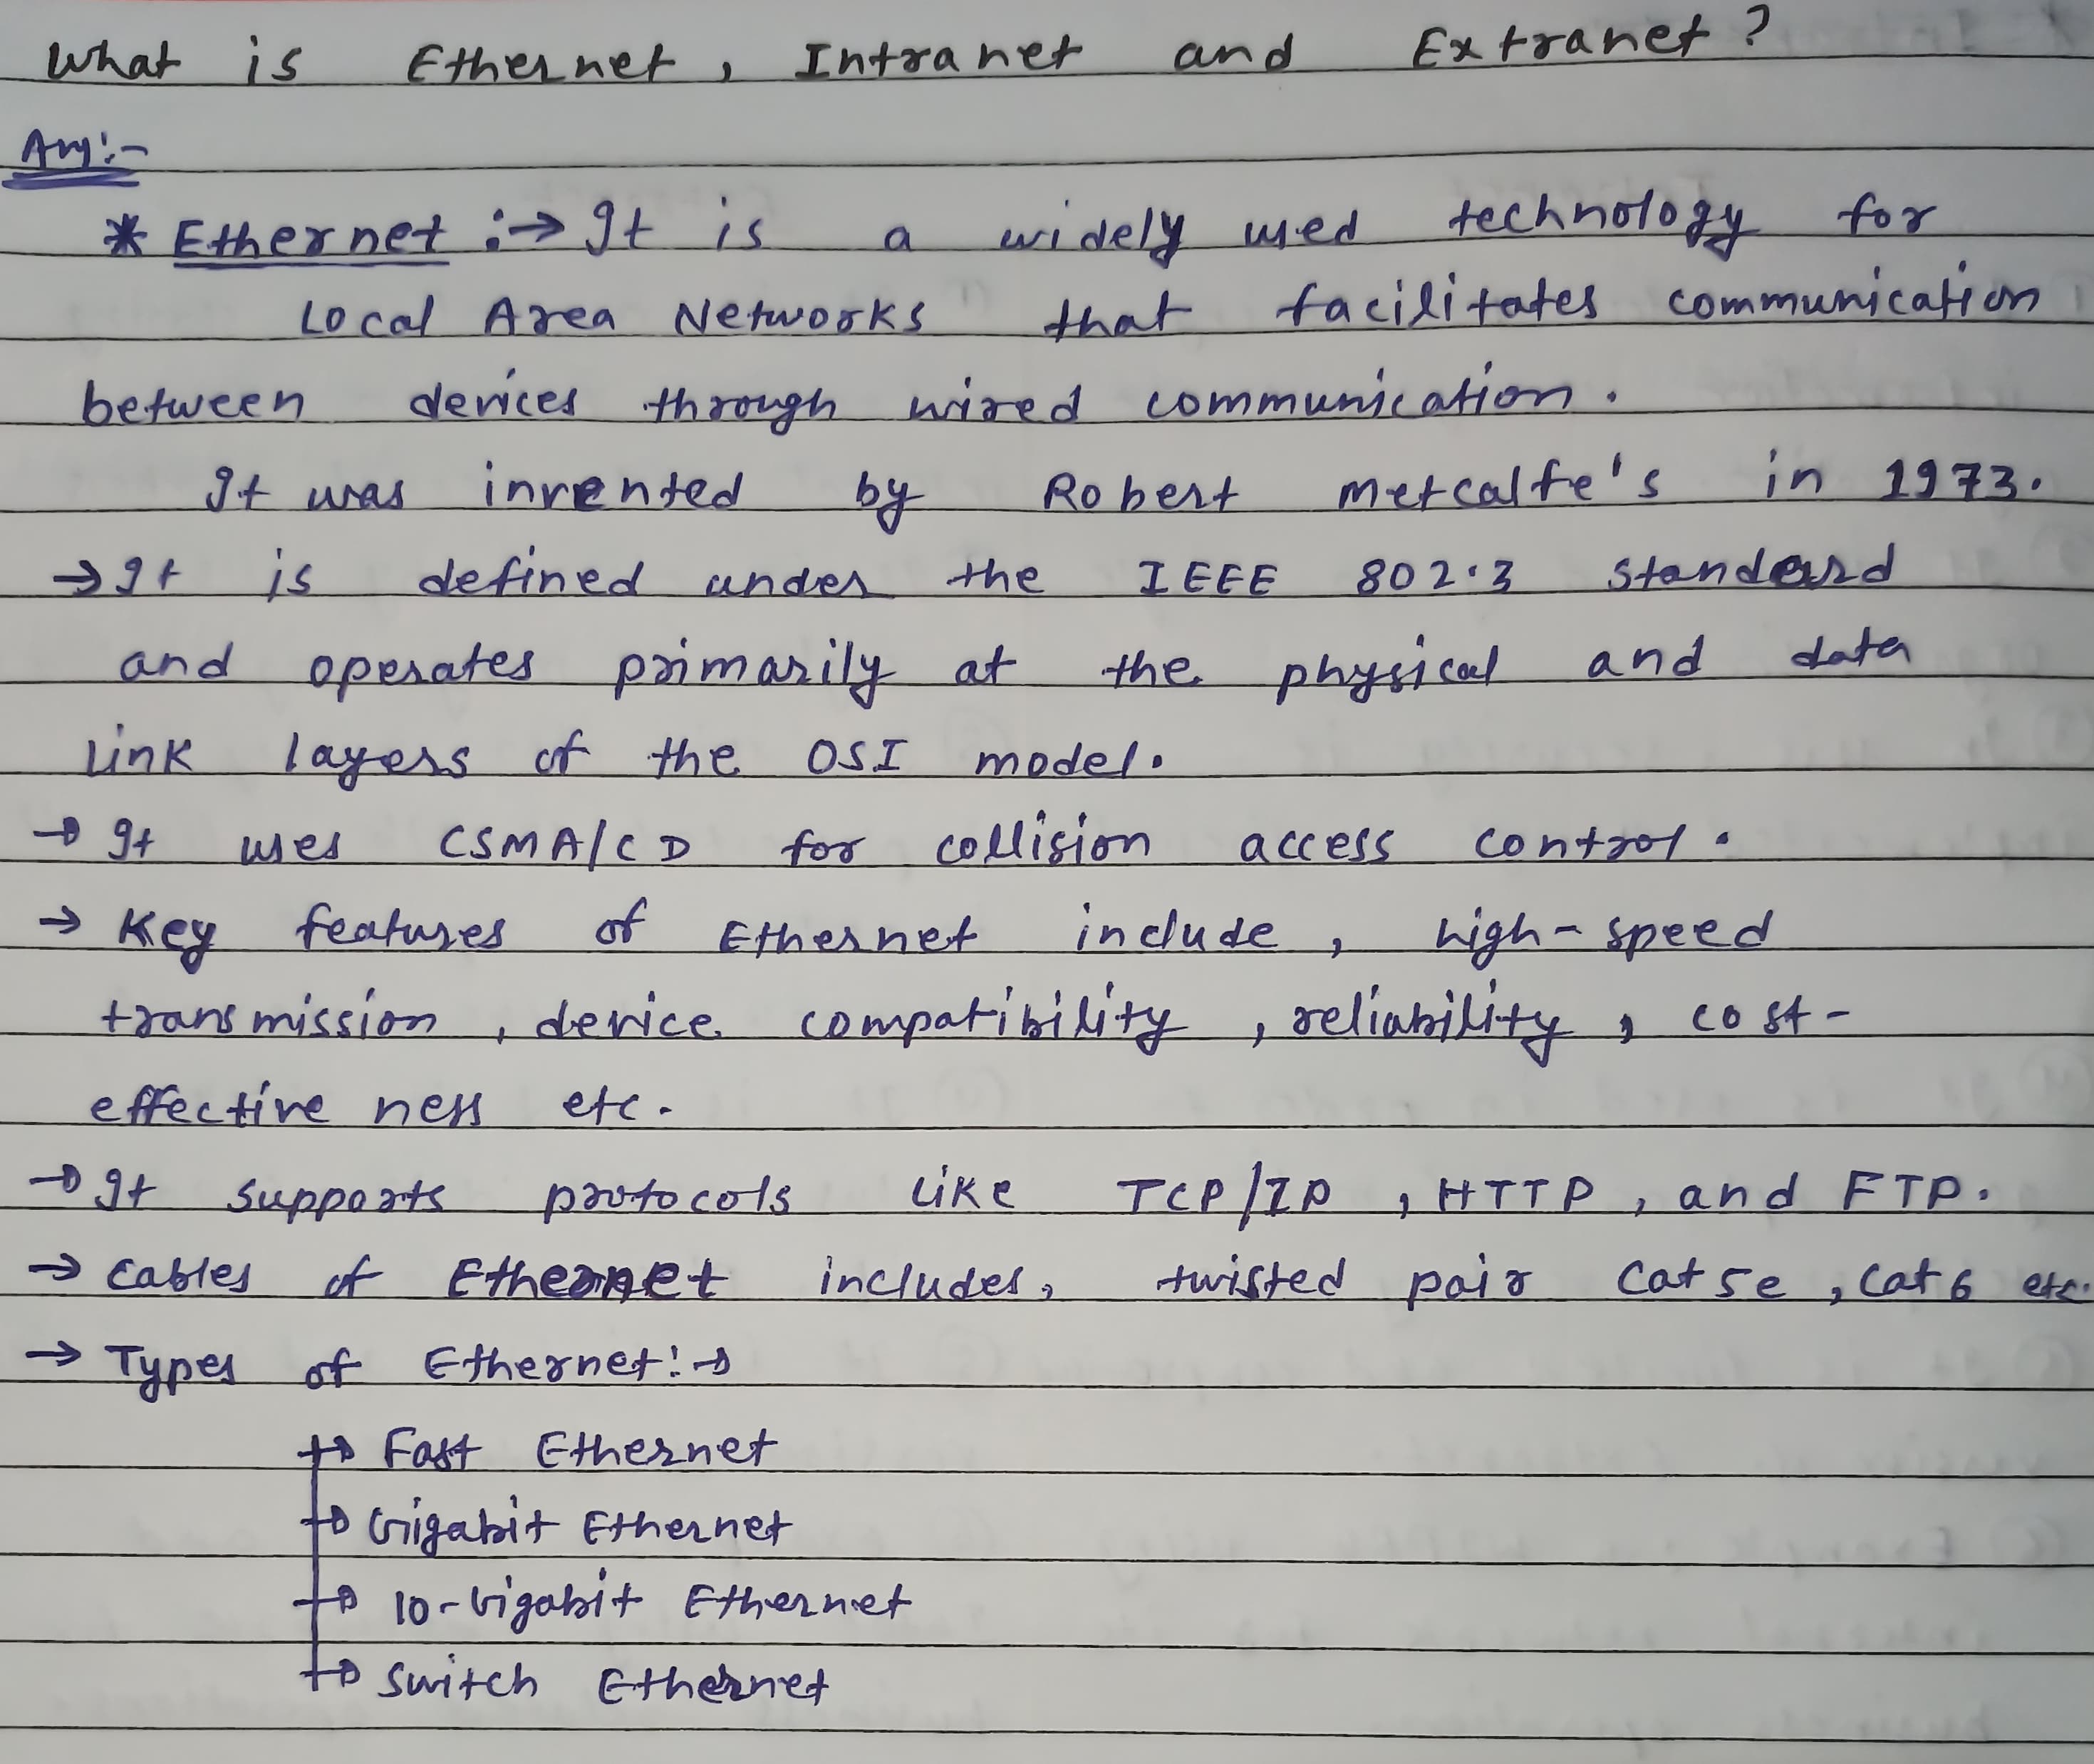 What is Ethernet, Intranet and Extranet?
Ans:-
* Ethernet :→ It is a widely used technology for
Local Area Networks that facilitates communication
between devices through wired communication.
It was invented by Robert Metcalfe's in 1973.
→ It is defined under the IEEE 802.3 standard
and operates primarily at the physical and data
link layers of the OSI model.
→ It uses CSMA/CD for collision access control.
→ Key features of Ethernet include, high-speed
transmission, device compatibility, reliability, cost-
effective ness etc.
→ It supports protocols like TCP/IP, HTTP, and FTP.
→ Cables of Ethernet includes, twisted pair Cat 5e, Cat 6 etc.
→ Types of Ethernet:→
→ Fast Ethernet
→ Gigabit Ethernet
→ 10-Gigabit Ethernet
→ Switch Ethernet